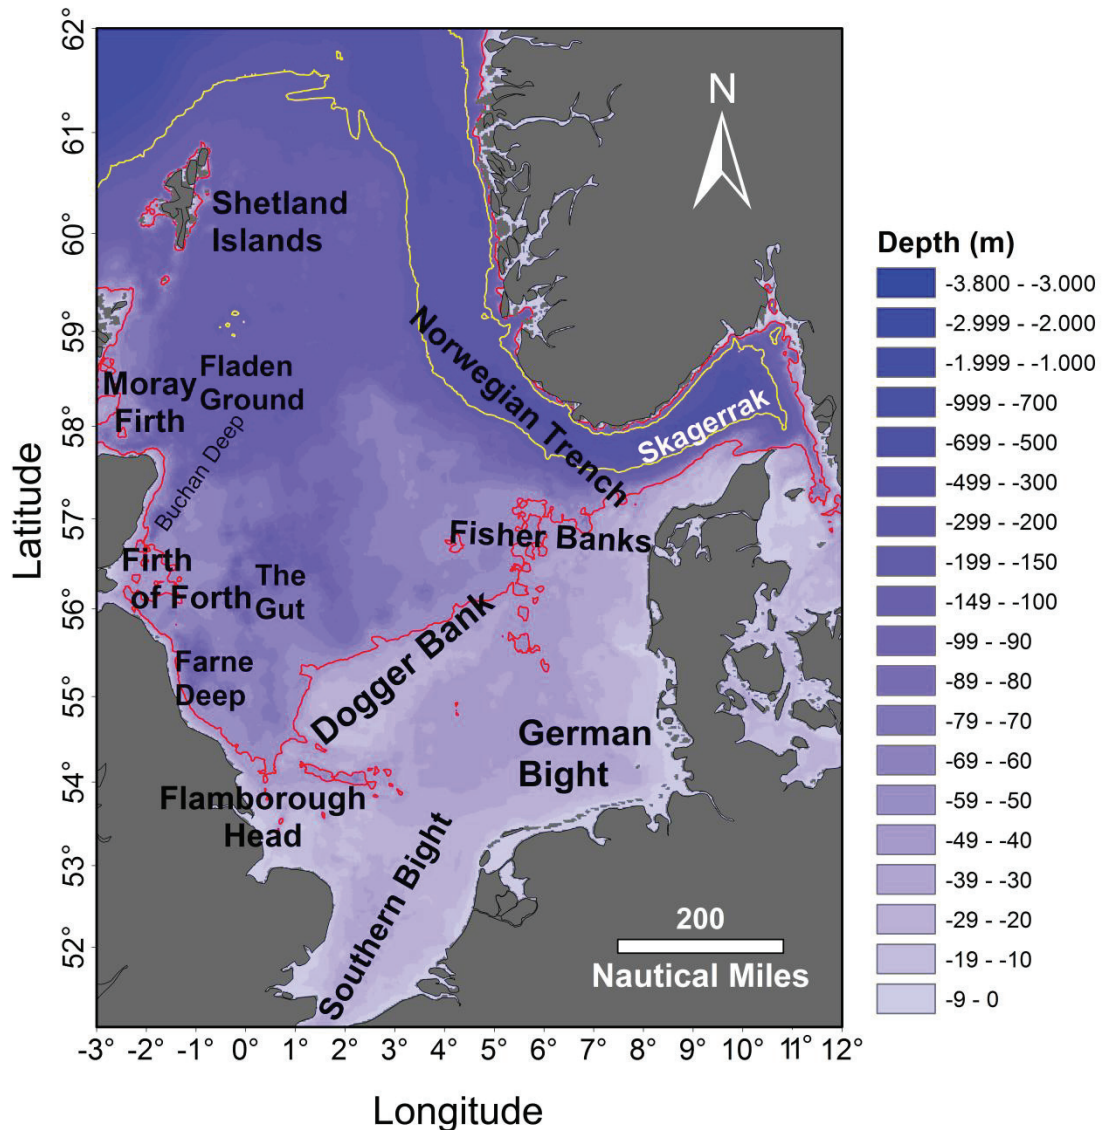 62°
61°
60°
59°
58°
57°
56°
55°
54°
53°
52°
Latitude
N
Shetland
Islands
Norwegian Trench
Fladen
Ground
Moray
Firth
Skagerrak
Buchan Deep
Fisher Banks
Firth
of Forth
The
Gut
Farne
Deep
Dogger Bank
German
Bight
Flamborough
Head
Southern Bight
200
Nautical Miles
-3 -2° -1° 0° 1° 2° 3° 4° 5° 6° 7° 8° 9° 10° 11° 12°
Longitude
Depth (m)
-3.800 - -3.000
-2.999 - -2.000
-1.999 - -1.000
-999 - -700
-699 - -500
-499 - -300
-299 - -200
-199 - -150
-149 - -100
-99 - -90
-89 - -80
-79 - -70
-69 - -60
-59 - -50
-49 - -40
-39 - -30
-29 - -20
-19 - -10
-9 - 0